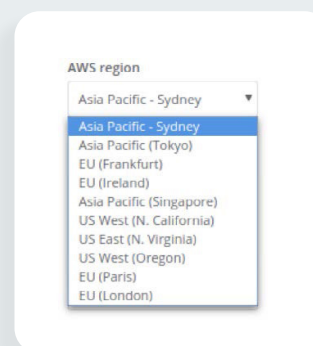 AWS region
Asia Pacific - Sydney
Asia Pacific - Sydney
Asia Pacific (Tokyo)
EU (Frankfurt)
EU (Ireland)
Asia Pacific (Singapore)
US West (N. California)
US East (N. Virginia)
US West (Oregon)
EU (Paris)
EU (London)